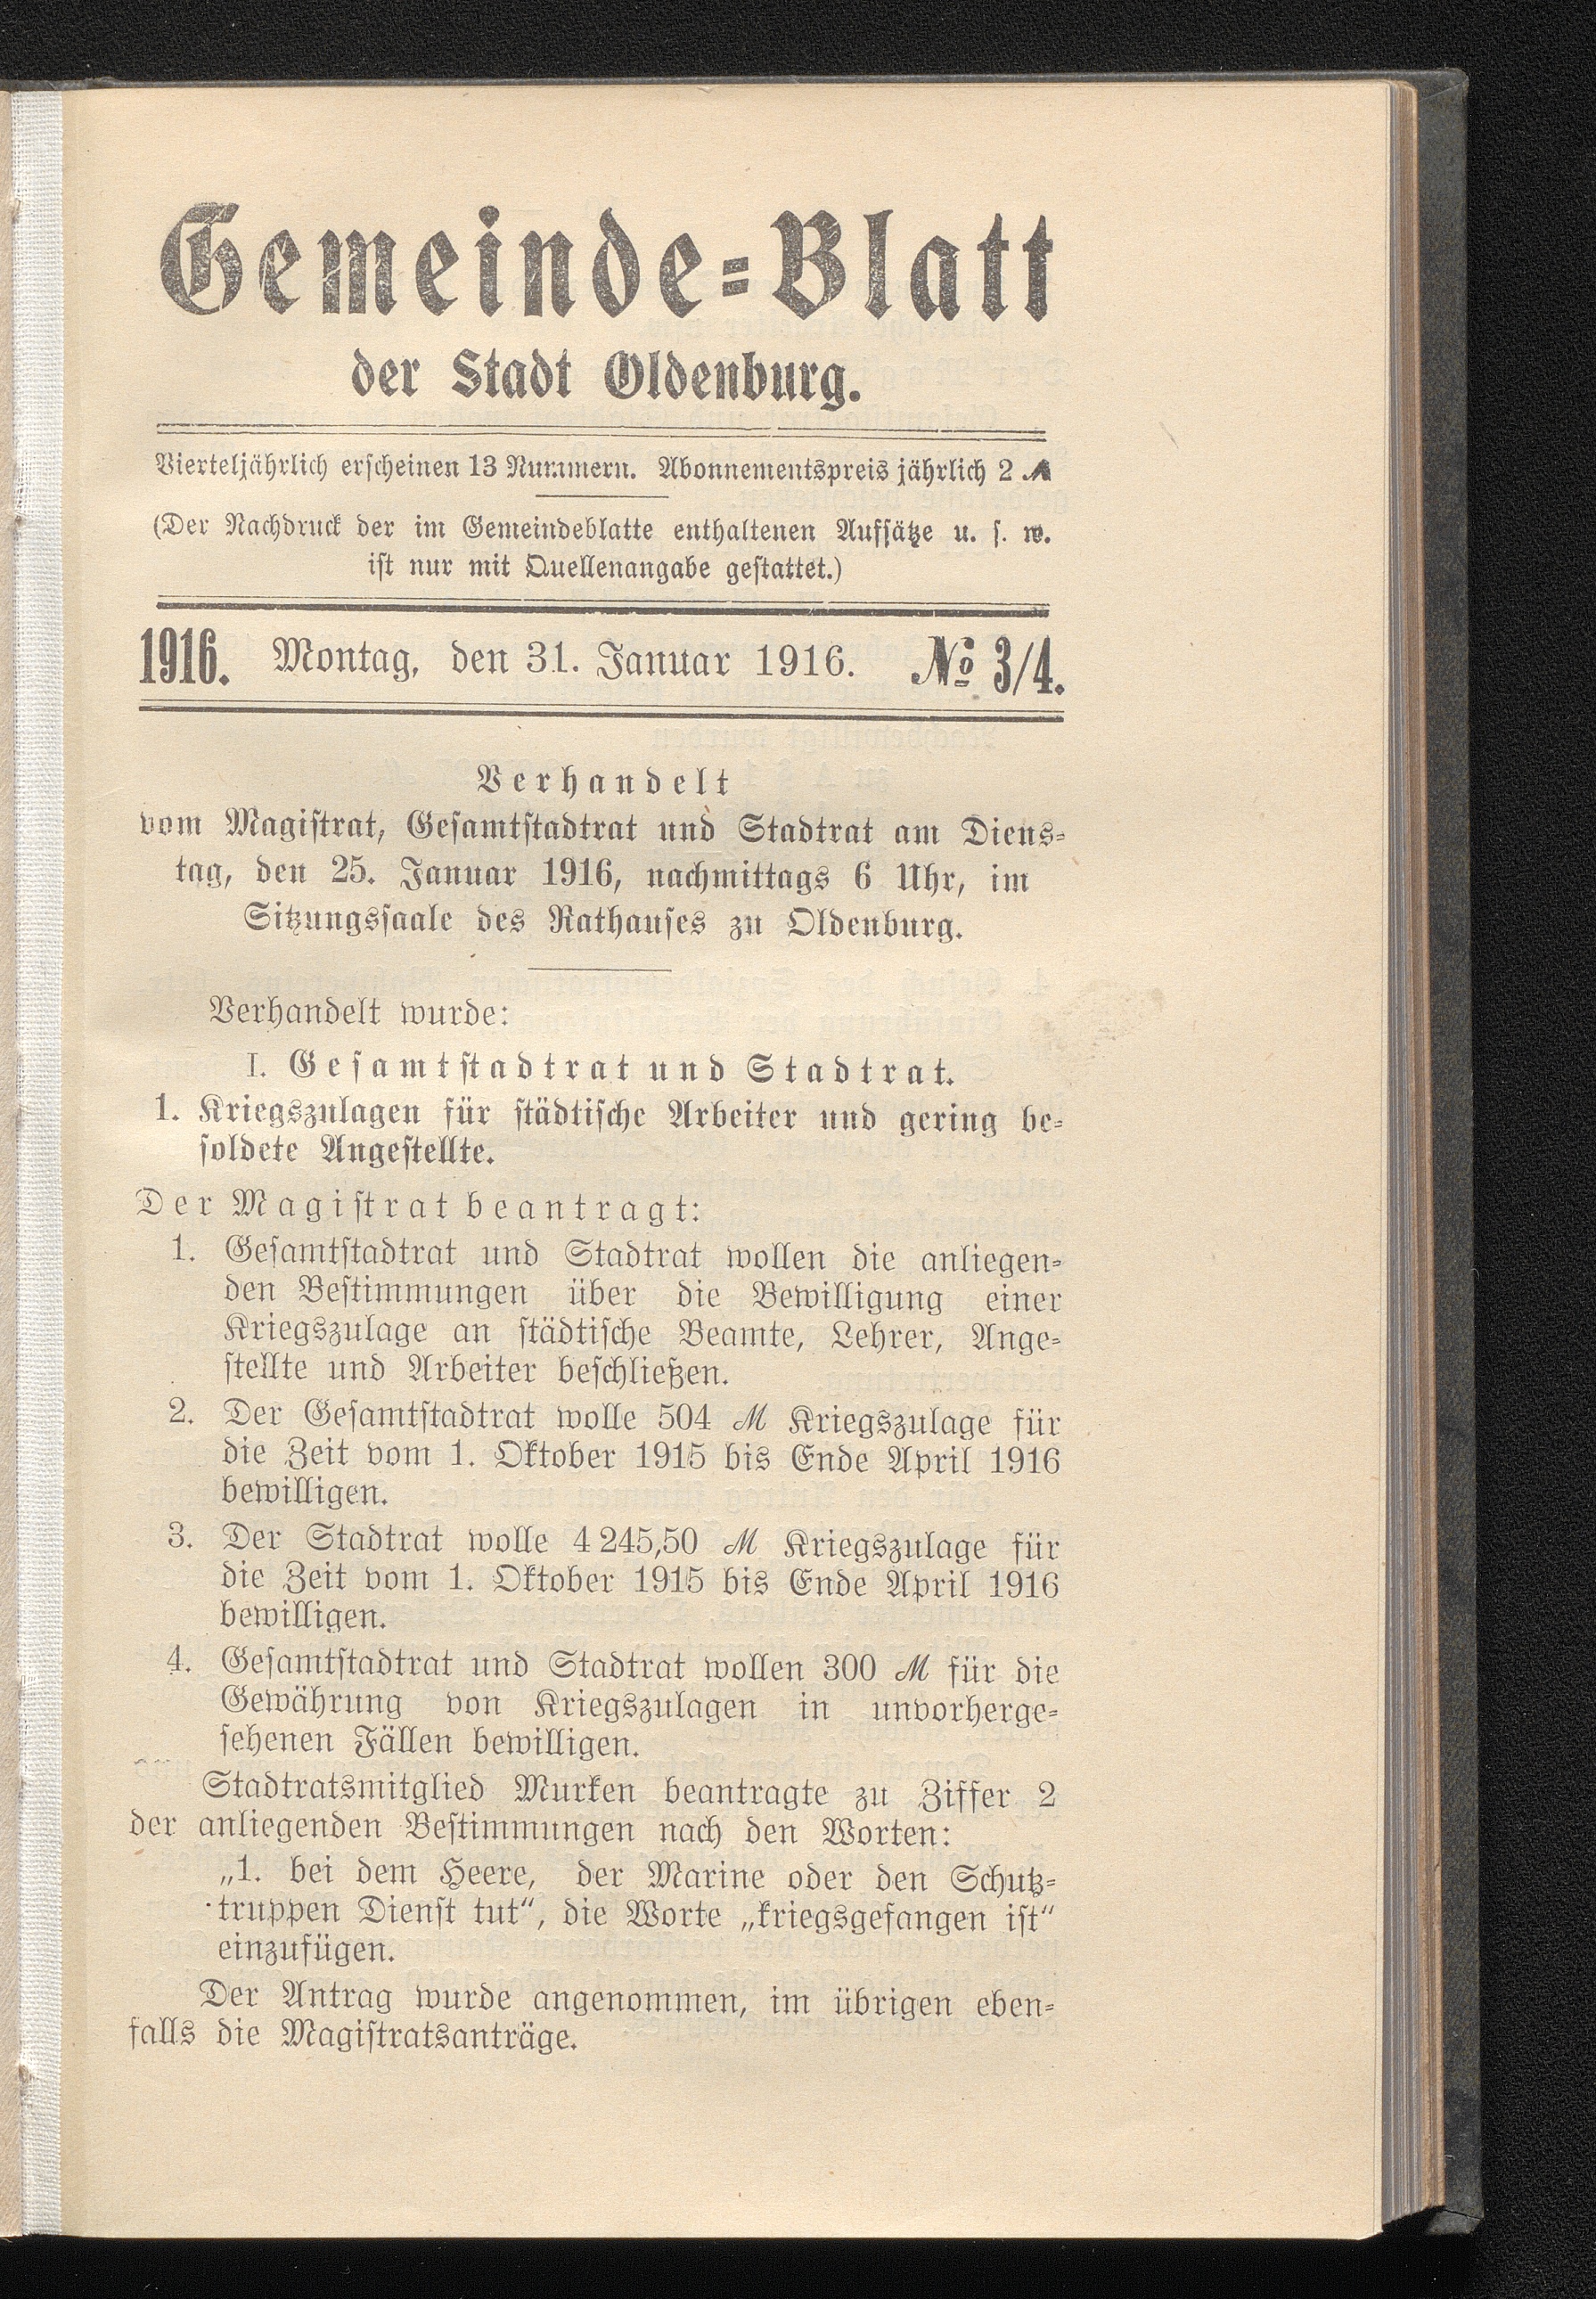 Gemeinde=Blatt
der Stadt Oldenburg.
Vierteljährlich erscheinen 13 Nummern. Abonnementspreis jährlich 2 ℳ
(Der Nachdruck der im Gemeindeblatte enthaltenen Aufsätze u. s. w.
ist nur mit Quellenangabe gestattet.)
1916. Montag, den 31. Januar 1916. № 3/4.
Verhandelt
vom Magistrat, Gesamtstadtrat und Stadtrat am Diens=
tag, den 25. Januar 1916, nachmittags 6 Uhr, im
Sitzungssaale des Rathauses zu Oldenburg.
Verhandelt wurde:
I. Gesamtstadtrat und Stadtrat.
1. Kriegszulagen für städtische Arbeiter und gering be=
soldete Angestellte.
Der Magistrat beantragt:
1. Gesamtstadtrat und Stadtrat wollen die anliegen=
den Bestimmungen über die Bewilligung einer
Kriegszulage an städtische Beamte, Lehrer, Ange=
stellte und Arbeiter beschließen.
2. Der Gesamtstadtrat wolle 504 ℳ Kriegszulage für
die Zeit vom 1. Oktober 1915 bis Ende April 1916
bewilligen.
3. Der Stadtrat wolle 4 245,50 ℳ Kriegszulage für
die Zeit vom 1. Oktober 1915 bis Ende April 1916
bewilligen.
4. Gesamtstadtrat und Stadtrat wollen 300 ℳ für die
Gewährung von Kriegszulagen in unvorherge=
sehenen Fällen bewilligen.
Stadtratsmitglied Murken beantragte zu Ziffer 2
der anliegenden Bestimmungen nach den Worten:
„1. bei dem Heere, der Marine oder den Schutz=
truppen Dienst tut“, die Worte „kriegsgefangen ist“
einzufügen.
Der Antrag wurde angenommen, im übrigen eben=
falls die Magistratsanträge.